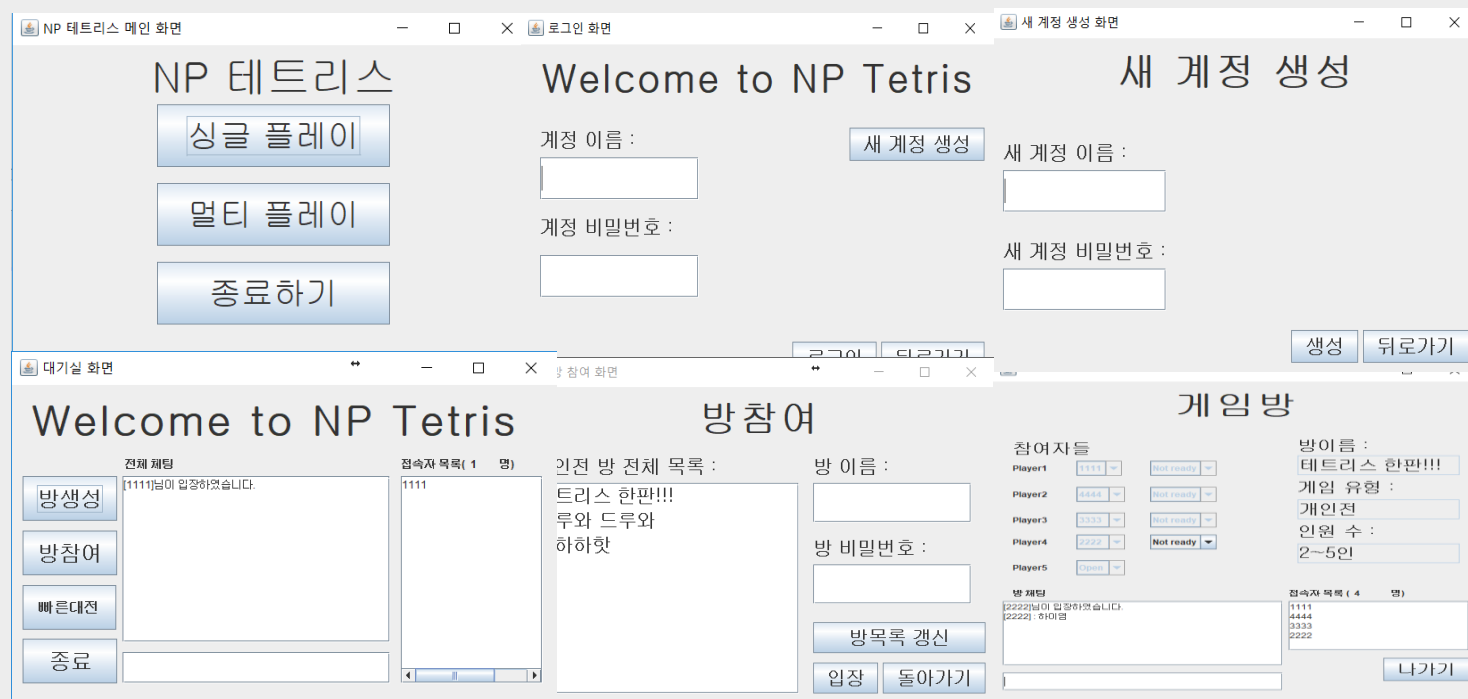 NP 테트리스 메인 화면
NP 테트리스
싱글 플레이
멀티 플레이
종료하기
로그인 화면
Welcome to NP Tetris
계정 이름 :
새 계정 생성
계정 비밀번호 :
로그인 뒤로가기
새 계정 생성 화면
새 계정 생성
새 계정 이름 :
새 계정 비밀번호 :
생성 뒤로가기
대기실 화면
Welcome to NP Tetris
전체 채팅 접속자 목록( 1 명)
방생성
방참여
빠른대전
종료
[1111]님이 입장하였습니다.
1111
방 참여 화면
방참여
인전 방 전체 목록 :
트리스 한판!!!
루와 드루와
하하핫
방 이름 :
방 비밀번호 :
방목록 갱신
입장 돌아가기
게임방
참여자들
Player1 1111 Not ready
Player2 4444 Not ready
Player3 3333 Not ready
Player4 2222 Not ready
Player5 Open
방이름 :
테트리스 한판!!!
게임 유형 :
개인전
인원 수 :
2~5인
방 채팅
[2222]님이 입장하였습니다.
[2222] : 하이염
접속자 목록 ( 4 명)
1111
4444
3333
2222
나가기